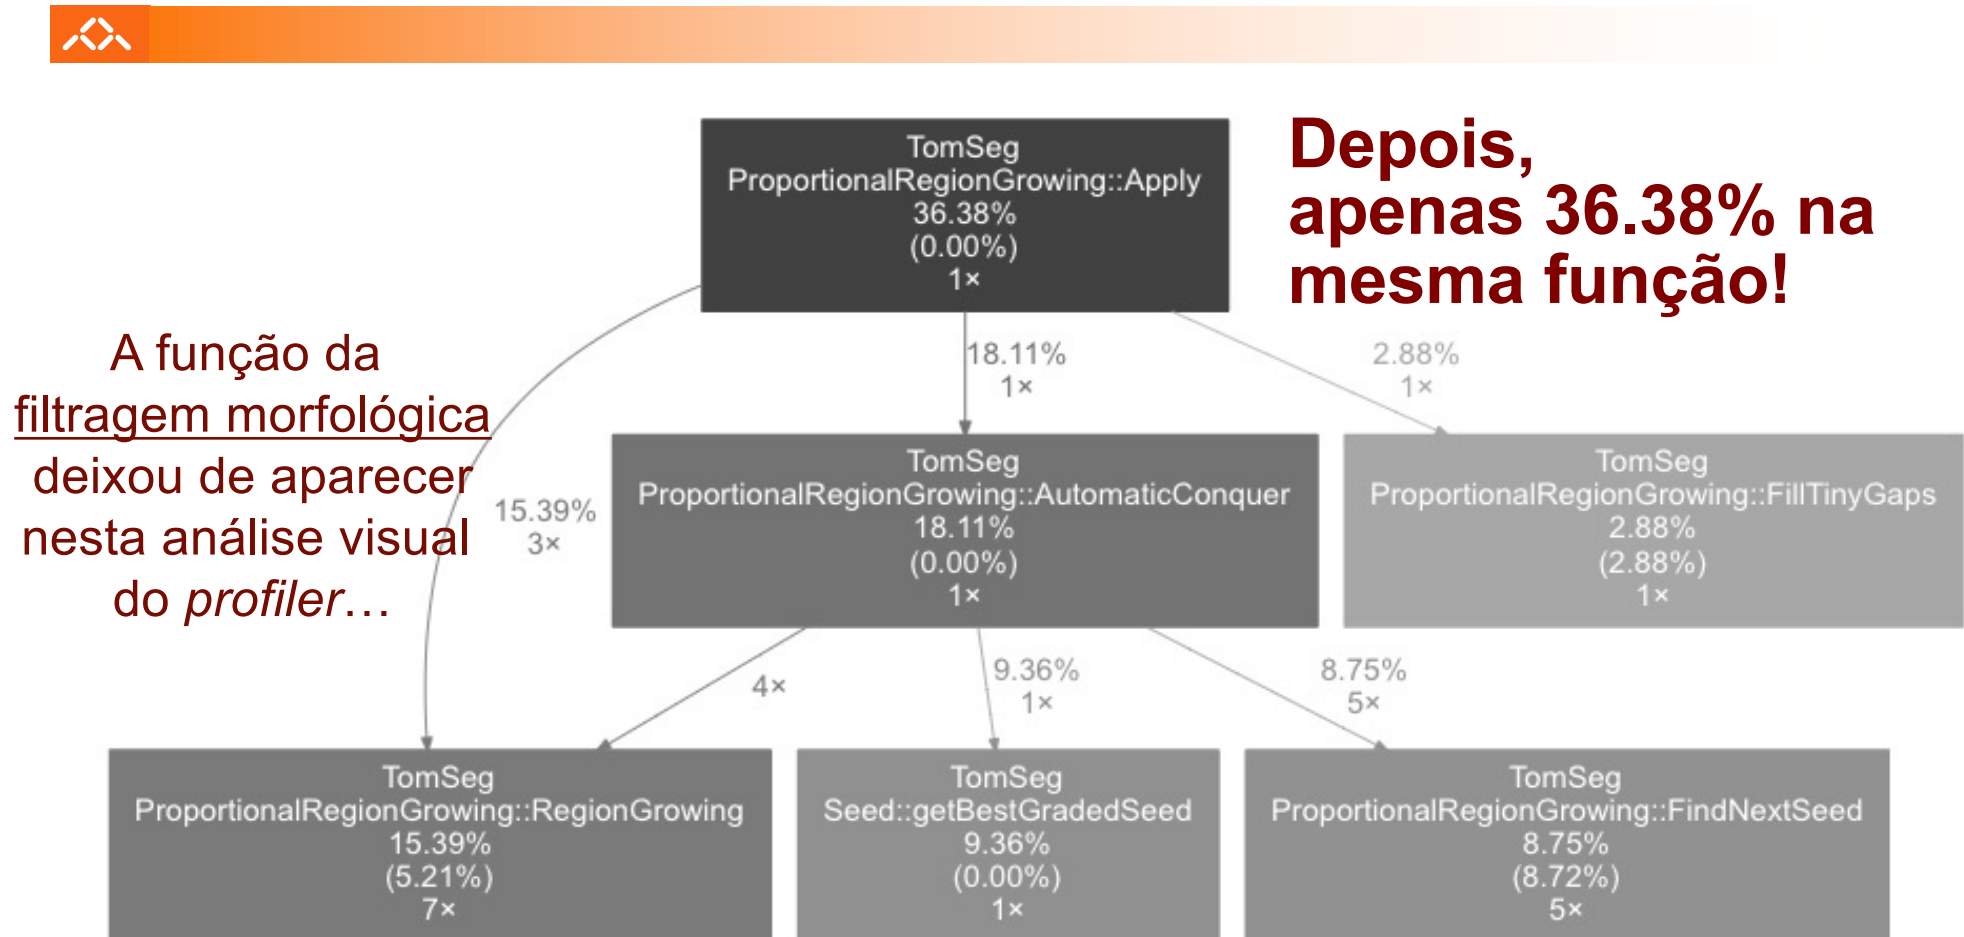 TomSeg
ProportionalRegionGrowing::Apply
36.38%
(0.00%)
1×
Depois,
apenas 36.38% na
mesma função!
A função da
filtragem morfológica
deixou de aparecer
nesta análise visual
do profiler…
18.11%
1×
2.88%
1×
15.39%
3×
TomSeg
ProportionalRegionGrowing::AutomaticConquer
18.11%
(0.00%)
1×
TomSeg
ProportionalRegionGrowing::FillTinyGaps
2.88%
(2.88%)
1×
4×
9.36%
1×
8.75%
5×
TomSeg
ProportionalRegionGrowing::RegionGrowing
15.39%
(5.21%)
7×
TomSeg
Seed::getBestGradedSeed
9.36%
(0.00%)
1×
TomSeg
ProportionalRegionGrowing::FindNextSeed
8.75%
(8.72%)
5×